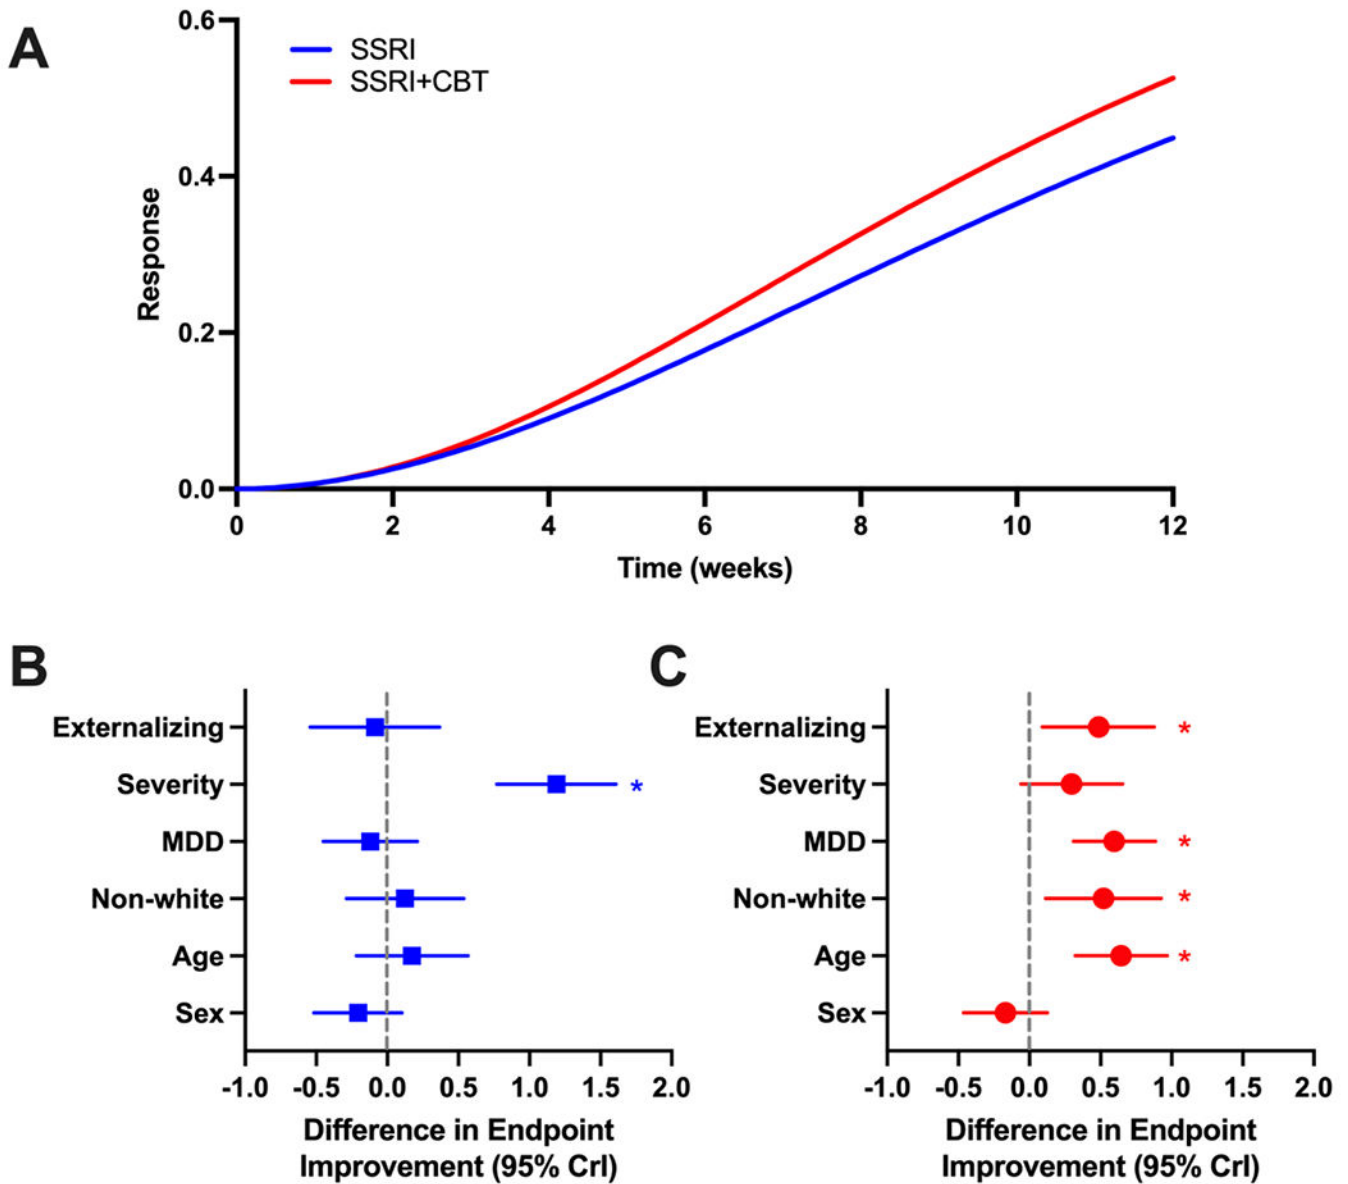 A
0.6
SSRI
SSRI+CBT
0.4
Response
0.2
0.0
0 2 4 6 8 10 12
Time (weeks)
B
Externalizing
Severity *
MDD
Non-white
Age
Sex
-1.0 -0.5 0.0 0.5 1.0 1.5 2.0
Difference in Endpoint
Improvement (95% CrI)
C
Externalizing *
Severity
MDD *
Non-white *
Age *
Sex
-1.0 -0.5 0.0 0.5 1.0 1.5 2.0
Difference in Endpoint
Improvement (95% CrI)